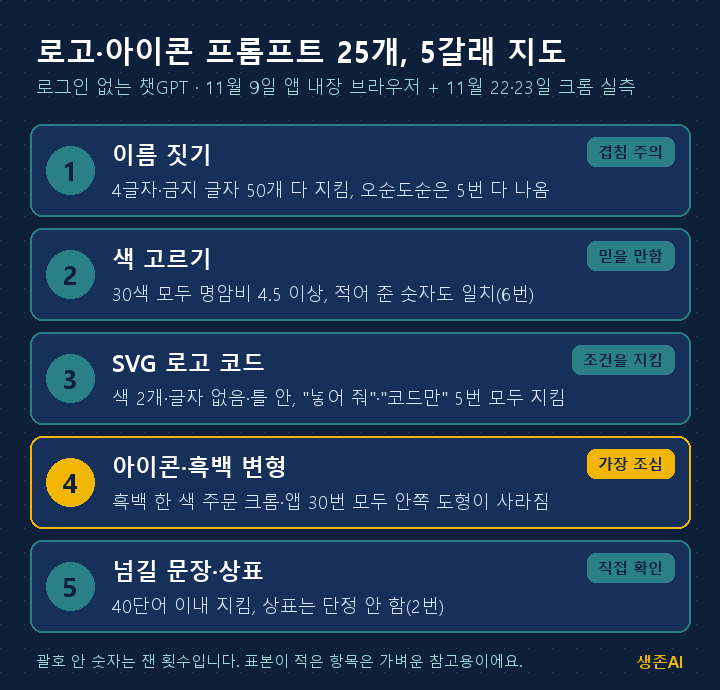 로고·아이콘 프롬프트 25개, 5갈래 지도
로그인 없는 챗GPT · 11월 9일 앱 내장 브라우저 + 11월 22·23일 크롬 실측
1
이름 짓기
겹침 주의
4글자·금지 글자 50개 다 지킴, 오순도순은 5번 다 나옴
2
색 고르기
믿을 만함
30색 모두 명암비 4.5 이상, 적어 준 숫자도 일치(6번)
3
SVG 로고 코드
조건을 지킴
색 2개·글자 없음·틀 안, "넣어 줘"·"코드만" 5번 모두 지킴
4
아이콘·흑백 변형
가장 조심
흑백 한 색 주문 크롬·앱 30번 모두 안쪽 도형이 사라짐
5
넘길 문장·상표
직접 확인
40단어 이내 지킴, 상표는 단정 안 함(2번)
괄호 안 숫자는 잰 횟수입니다. 표본이 적은 항목은 가벼운 참고용이에요.
생존AI